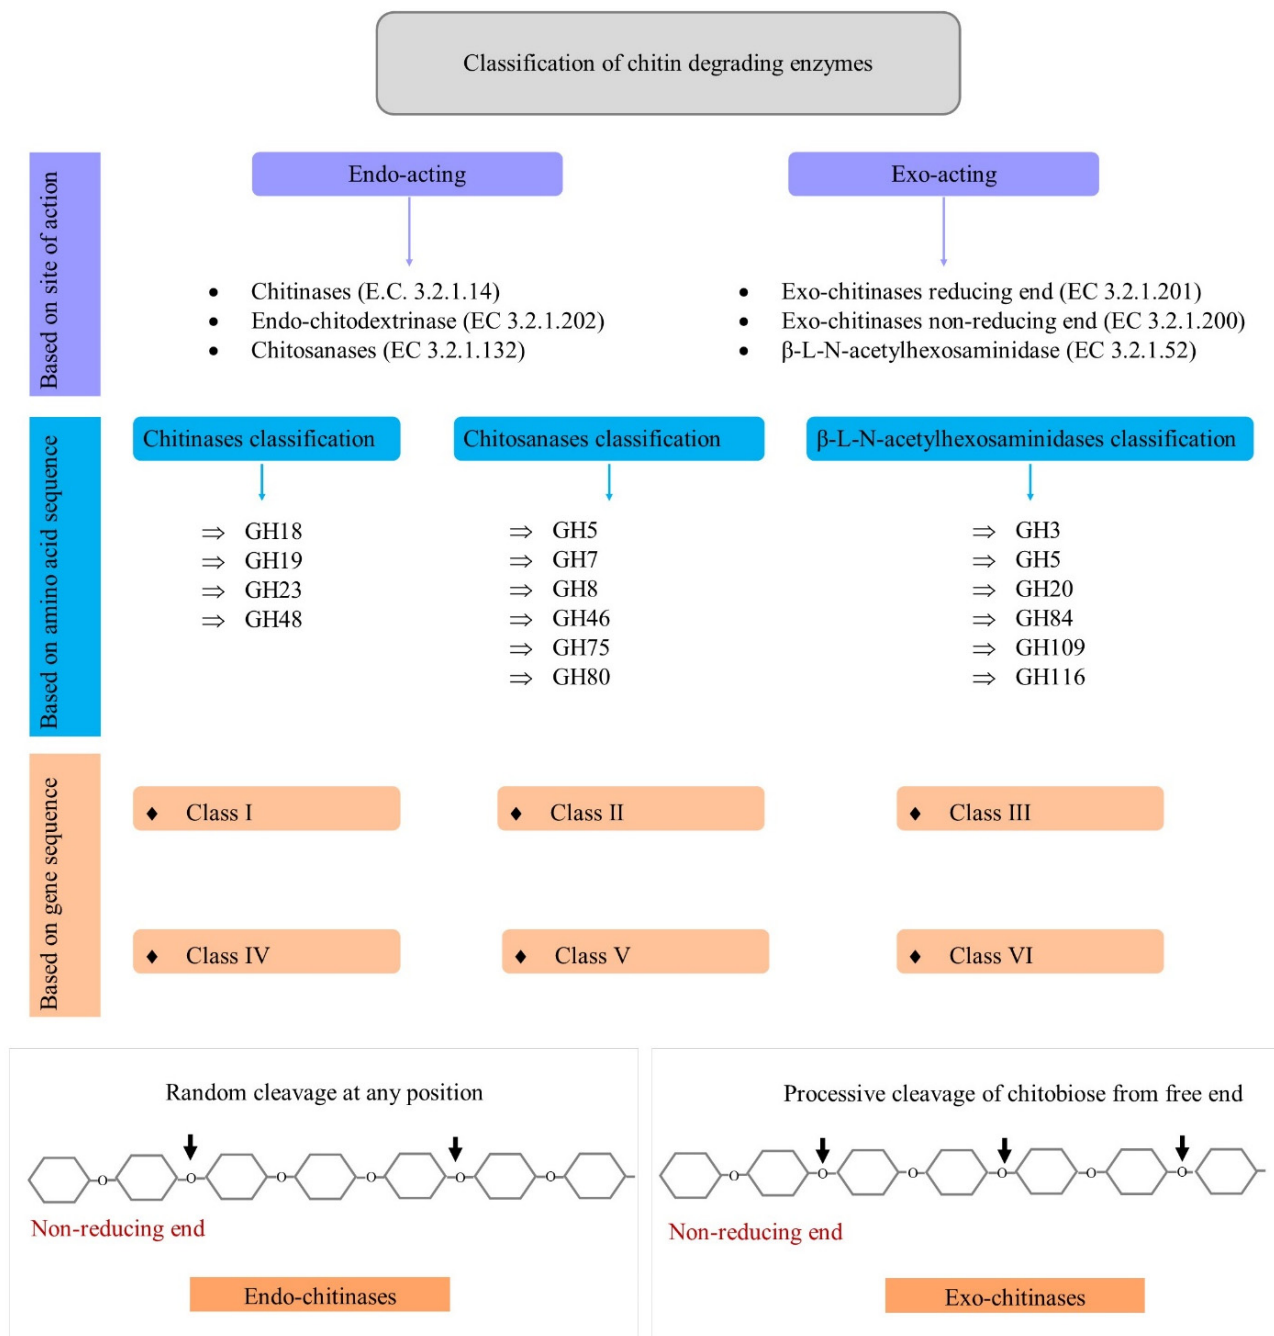 Classification of chitin degrading enzymes
Based on site of action
Endo-acting
Exo-acting
• Chitinases (E.C. 3.2.1.14)
• Endo-chitodextrinase (EC 3.2.1.202)
• Chitosanases (EC 3.2.1.132)
• Exo-chitinases reducing end (EC 3.2.1.201)
• Exo-chitinases non-reducing end (EC 3.2.1.200)
• β-L-N-acetylhexosaminidase (EC 3.2.1.52)
Based on amino acid sequence
Chitinases classification
⇒ GH18
⇒ GH19
⇒ GH23
⇒ GH48
Chitosanases classification
⇒ GH5
⇒ GH7
⇒ GH8
⇒ GH46
⇒ GH75
⇒ GH80
β-L-N-acetylhexosaminidases classification
⇒ GH3
⇒ GH5
⇒ GH20
⇒ GH84
⇒ GH109
⇒ GH116
Based on gene sequence
♦ Class I
♦ Class II
♦ Class III
♦ Class IV
♦ Class V
♦ Class VI
Random cleavage at any position
O O O O O O
Non-reducing end
Endo-chitinases
Processive cleavage of chitobiose from free end
O O O O O O
Non-reducing end
Exo-chitinases